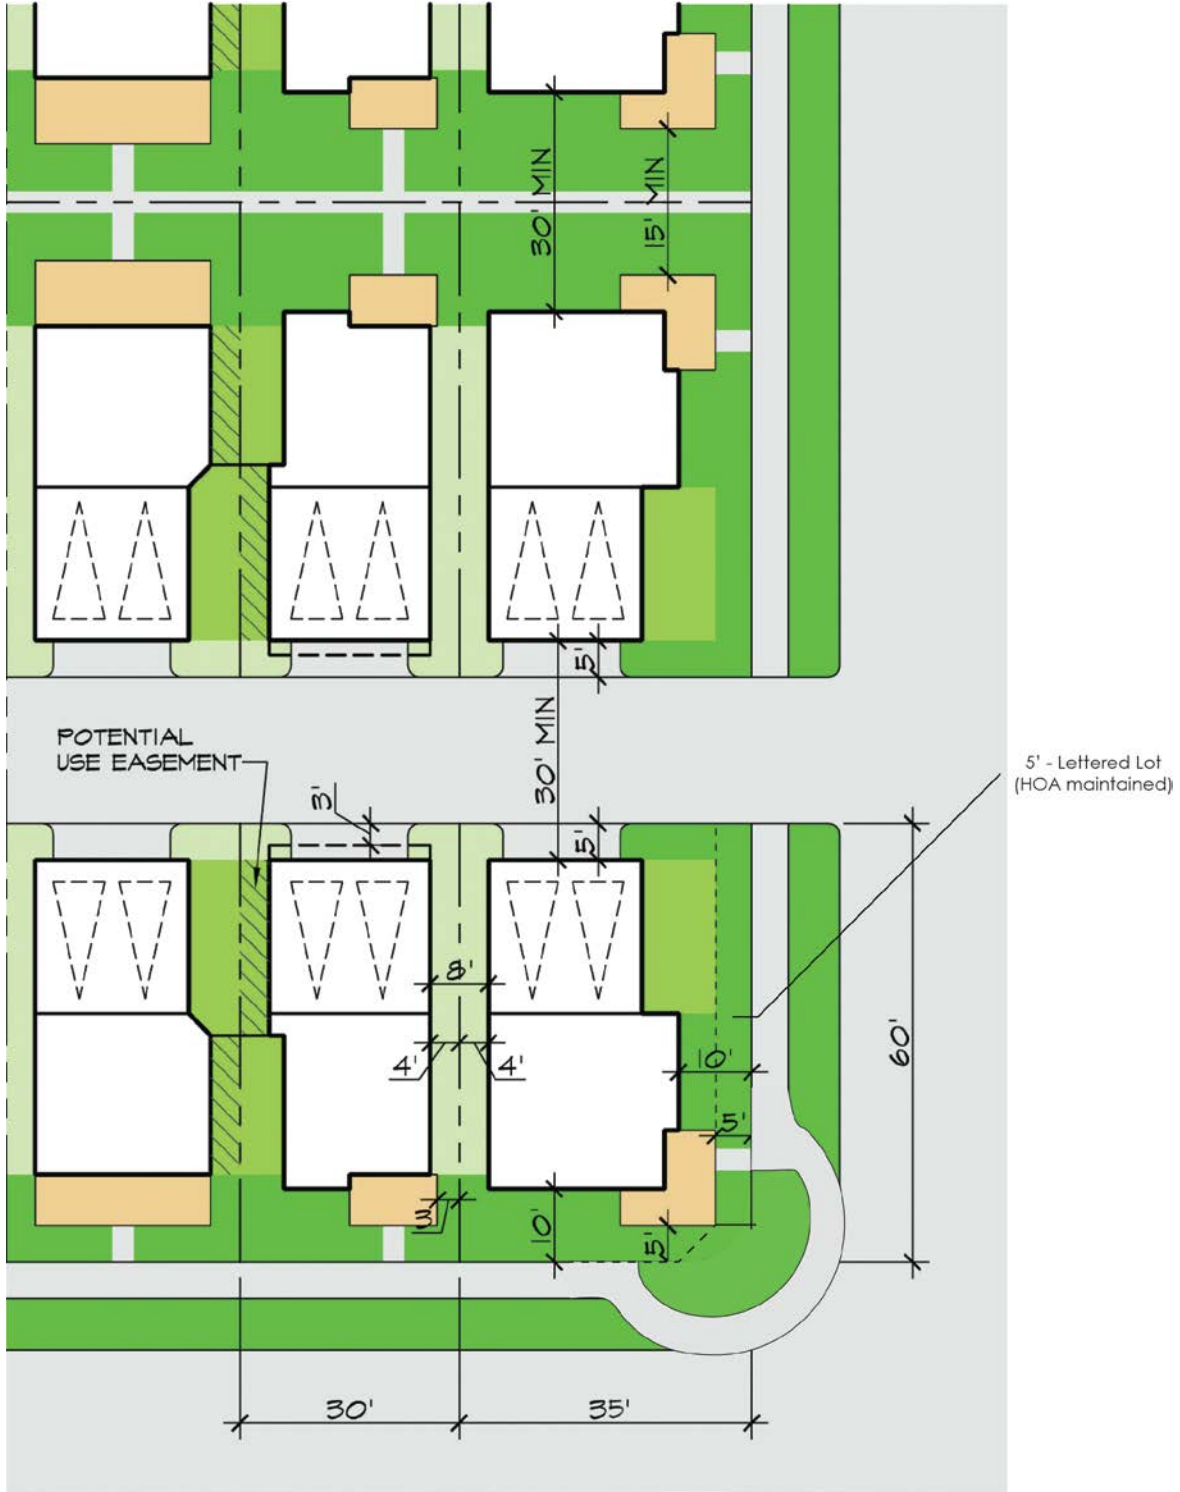 30' MIN
15' MIN
5'
30' MIN
POTENTIAL
USE EASEMENT
5' - Lettered Lot
(HOA maintained)
3'
5'
8'
4'
4'
10'
60'
5'
3'
10'
5'
30'
35'